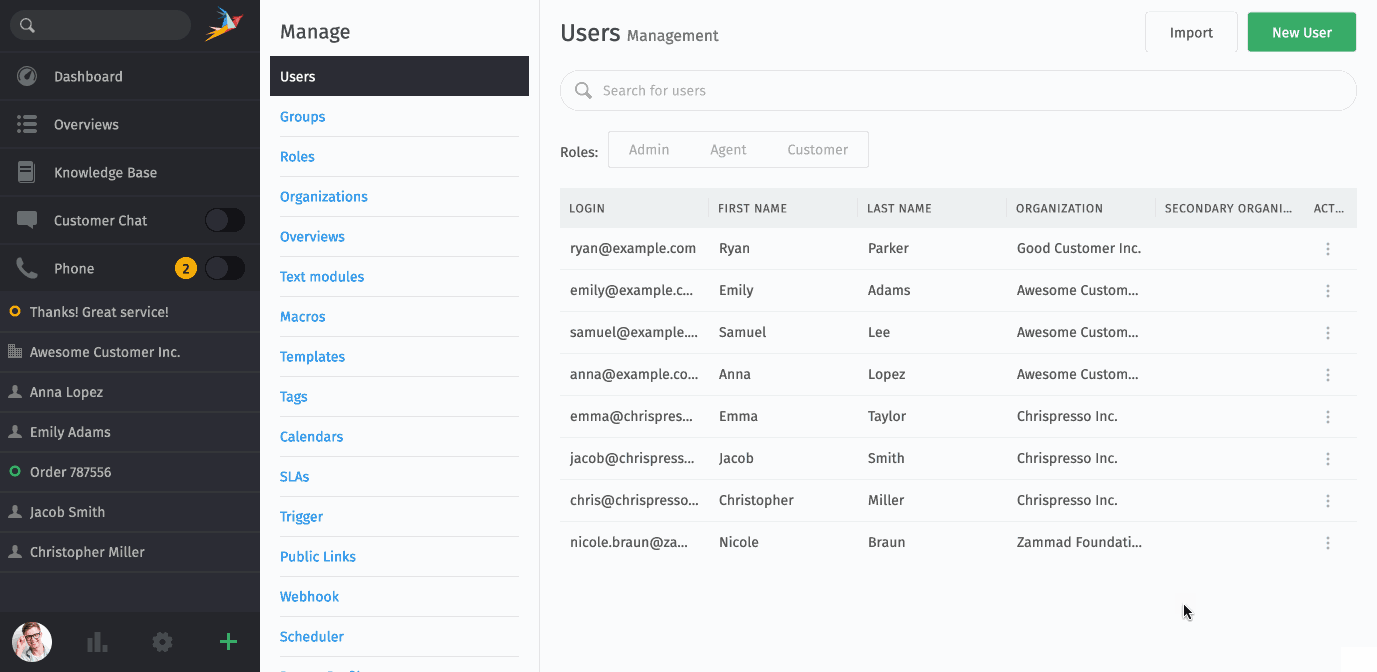 Dashboard
Overviews
Knowledge Base
Customer Chat
Phone 2
Thanks! Great service!
Awesome Customer Inc.
Anna Lopez
Emily Adams
Order 787556
Jacob Smith
Christopher Miller
Manage
Users
Groups
Roles
Organizations
Overviews
Text modules
Macros
Templates
Tags
Calendars
SLAs
Trigger
Public Links
Webhook
Scheduler
Users Management
Import
New User
Search for users
Roles: Admin Agent Customer
LOGIN FIRST NAME LAST NAME ORGANIZATION SECONDARY ORGANI... ACT...
ryan@example.com Ryan Parker Good Customer Inc.
emily@example.c... Emily Adams Awesome Custom...
samuel@example.... Samuel Lee Awesome Custom...
anna@example.co... Anna Lopez Awesome Custom...
emma@chrispres... Emma Taylor Chrispresso Inc.
jacob@chrispress... Jacob Smith Chrispresso Inc.
chris@chrispresso... Christopher Miller Chrispresso Inc.
nicole.braun@za... Nicole Braun Zammad Foundati...